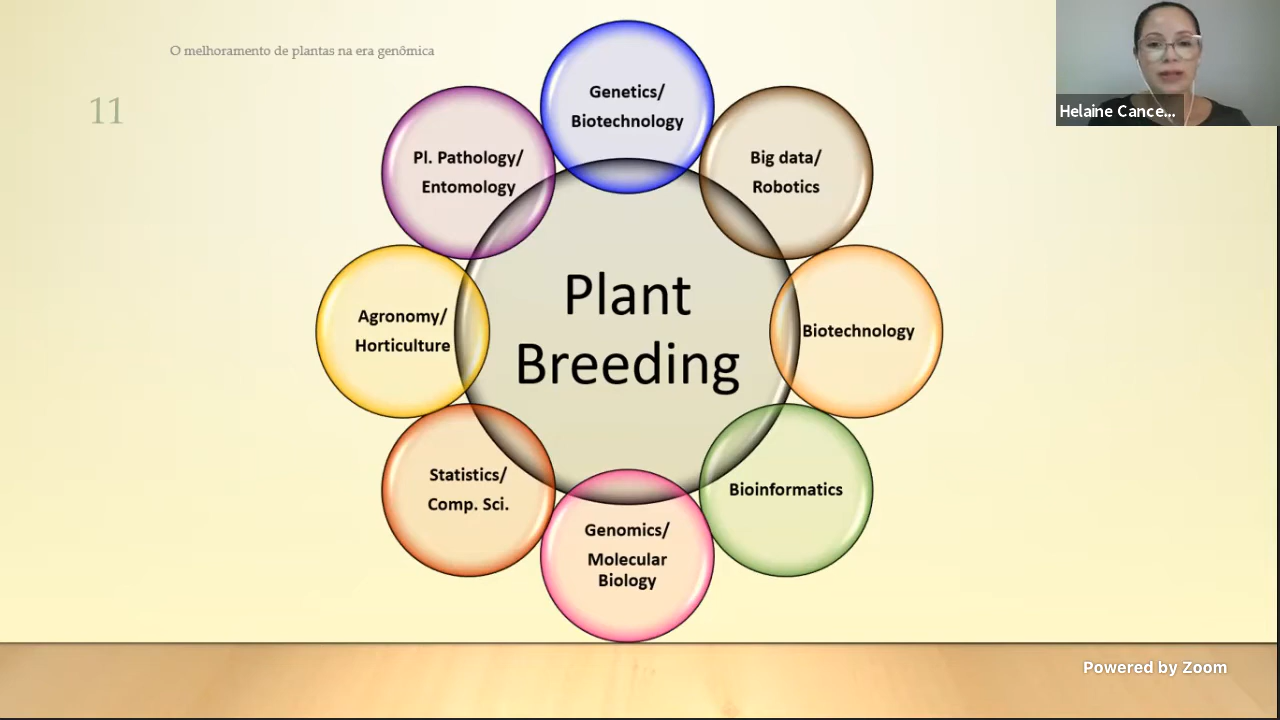 O melhoramento de plantas na era genômica
11
Helaine Cance...
Genetics/
Biotechnology
Big data/
Robotics
Biotechnology
Bioinformatics
Genomics/
Molecular
Biology
Statistics/
Comp. Sci.
Agronomy/
Horticulture
Pl. Pathology/
Entomology
Plant
Breeding
Powered by Zoom